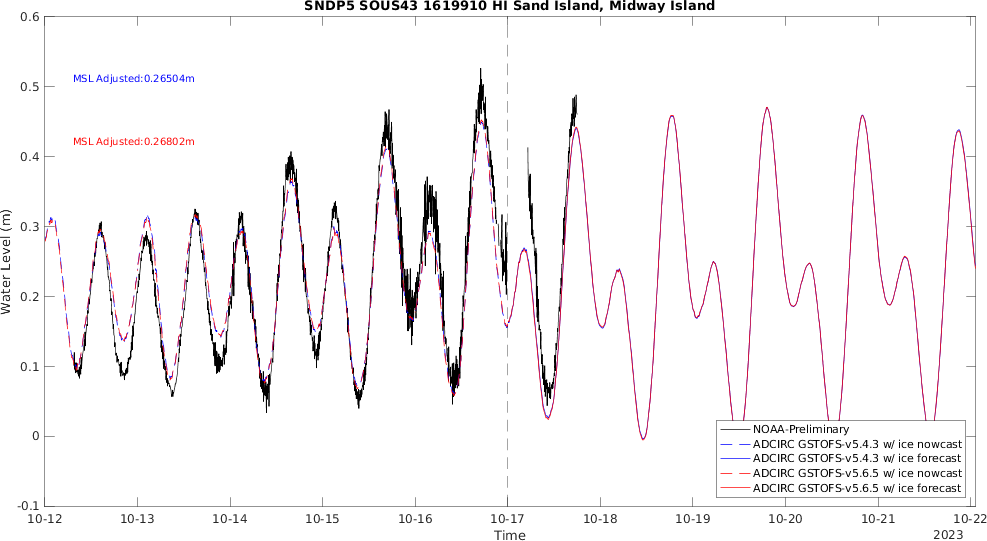 SNDP5 SOUS43 1619910 HI Sand Island, Midway Island
0.6
0.5
0.4
0.3
0.2
0.1
0
-0.1
Water Level (m)
MSL Adjusted:0.26504m
MSL Adjusted:0.26802m
NOAA-Preliminary
ADCIRC GSTOFS-v5.4.3 w/ ice nowcast
ADCIRC GSTOFS-v5.4.3 w/ ice forecast
ADCIRC GSTOFS-v5.6.5 w/ ice nowcast
ADCIRC GSTOFS-v5.6.5 w/ ice forecast
10-12 10-13 10-14 10-15 10-16 10-17 10-18 10-19 10-20 10-21 10-22
Time
2023